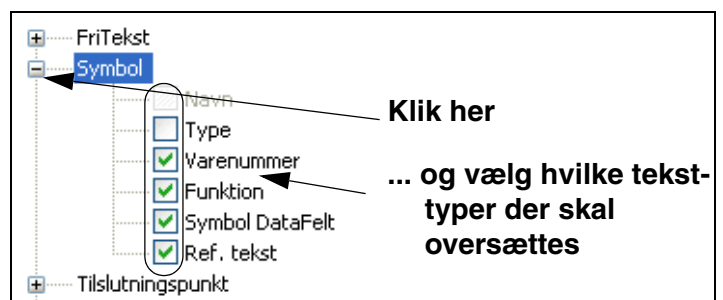 FriTekst
Symbol
Navn
Klik her
Type
Varenummer
... og vælg hvilke tekst-
Funktion
typer der skal
Symbol DataFelt
oversættes
Ref. tekst
Tilslutningspunkt